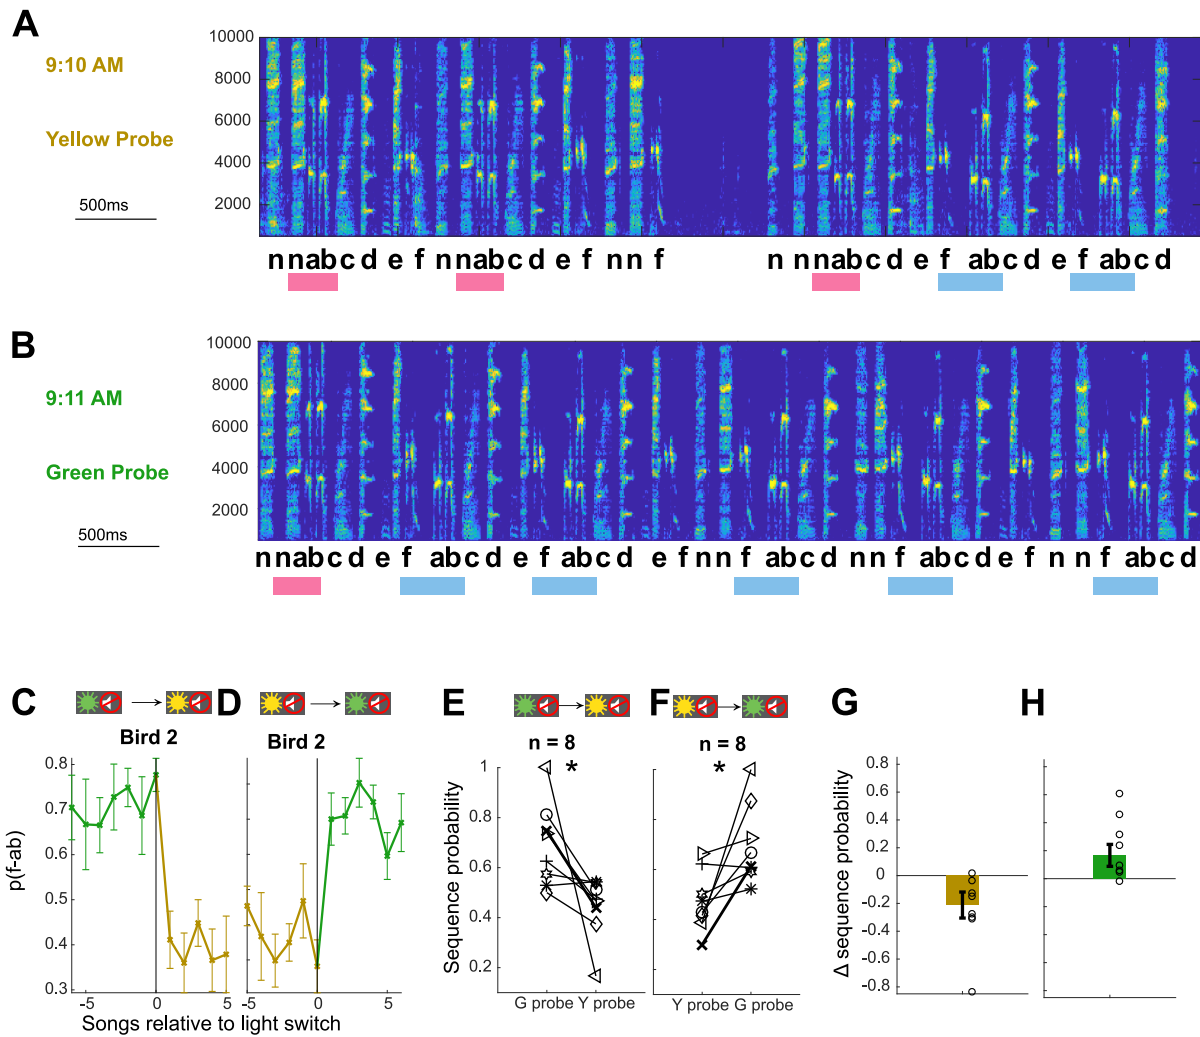 A
9:10 AM
Yellow Probe
500ms
10000
8000
6000
4000
2000
n n a b c d e f n n a b c d e f n n f n n n a b c d e f a b c d e f a b c d
B
9:11 AM
Green Probe
500ms
10000
8000
6000
4000
2000
n n a b c d e f a b c d e f a b c d e f n n f a b c d n n f a b c d e f n n f a b c d
C
D
E
F
G
H
Bird 2
Bird 2
n = 8
n = 8
*
*
p(f-ab)
0.7
0.6
0.5
0.4
0.3
-5
0
5
-5
0
5
Songs relative to light switch
Sequence probability
1
0.8
0.6
0.4
0.2
G probe
Y probe
Sequence probability
Y probe
G probe
Δ sequence probability
0.8
0.6
0.4
0.2
0
-0.2
-0.4
-0.6
-0.8